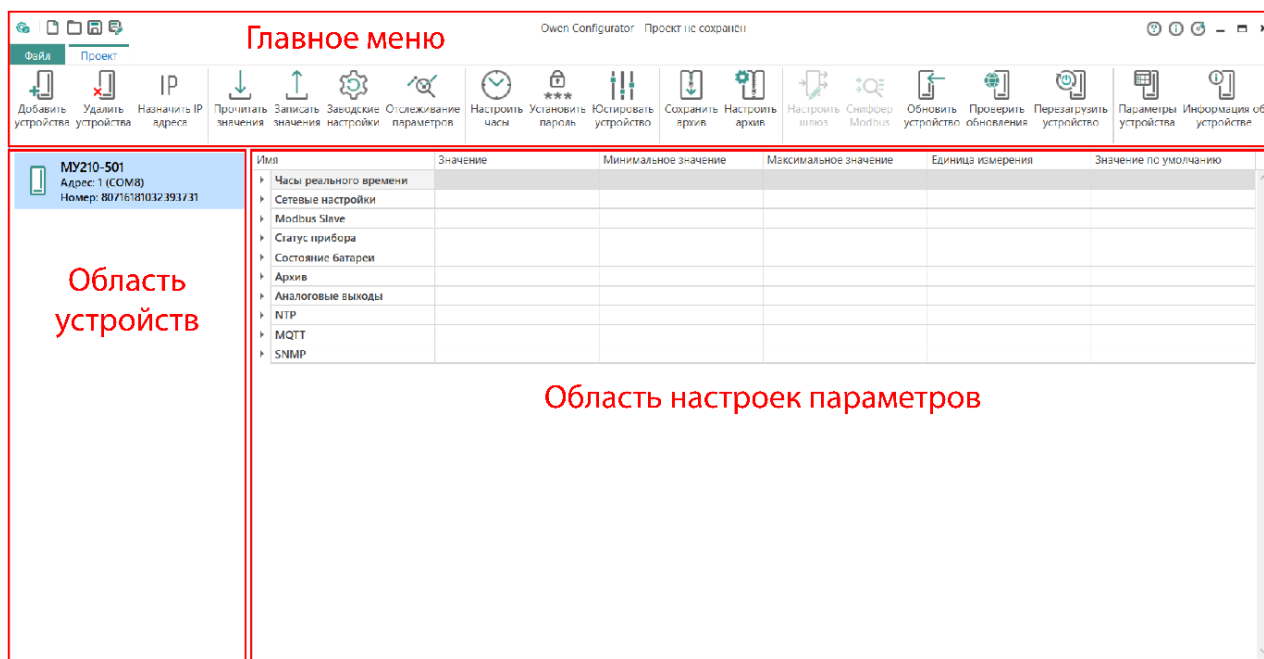 Owen Configurator Проект не сохранен
Главное меню
Файл Проект
IP
Добавить Удалить Назначить IP Прочитать Записать Заводские Отслеживание Настроить Установить Юстировать Сохранить Настроить Настроить Сниффер Обновить Проверить Перезагрузить Параметры Информация об
устройства устройства адреса значения значения настройки параметров часы пароль устройство архив архив шлюз Modbus устройство обновления устройство устройства устройстве
МУ210-501
Адрес: 1 (COM8)
Номер: 80716181032393731
Область
устройств
Имя Значение Минимальное значение Максимальное значение Единица измерения Значение по умолчанию
Часы реального времени
Сетевые настройки
Modbus Slave
Статус прибора
Состояние батареи
Архив
Аналоговые выходы
NTP
MQTT
SNMP
Область настроек параметров